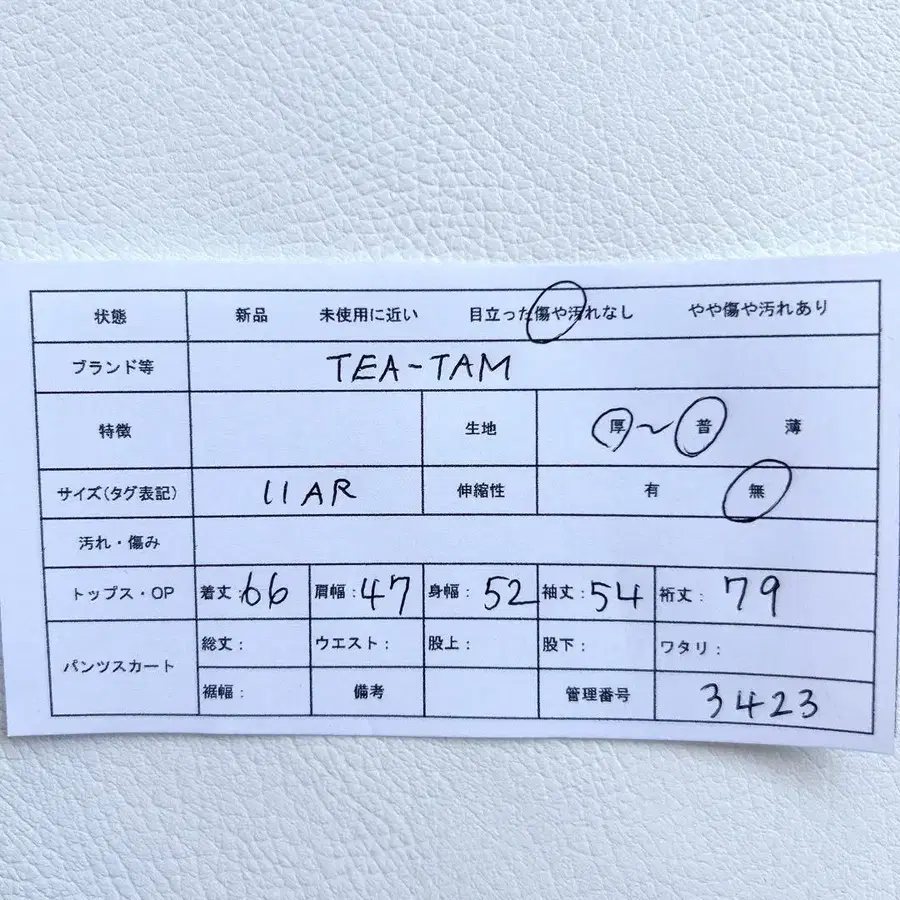 状態 新品 未使用に近い 目立った傷や汚れなし やや傷や汚れあり
ブランド等 TEA-TAM
特徴 生地 厚～普 薄
サイズ(タグ表記) 11AR 伸縮性 有 無
汚れ・傷み
トップス・OP 着丈:66 肩幅:47 身幅:52 袖丈:54 裄丈:79
パンツスカート 総丈: ウエスト: 股上: 股下: ワタリ:
裾幅: 備考 管理番号 3423